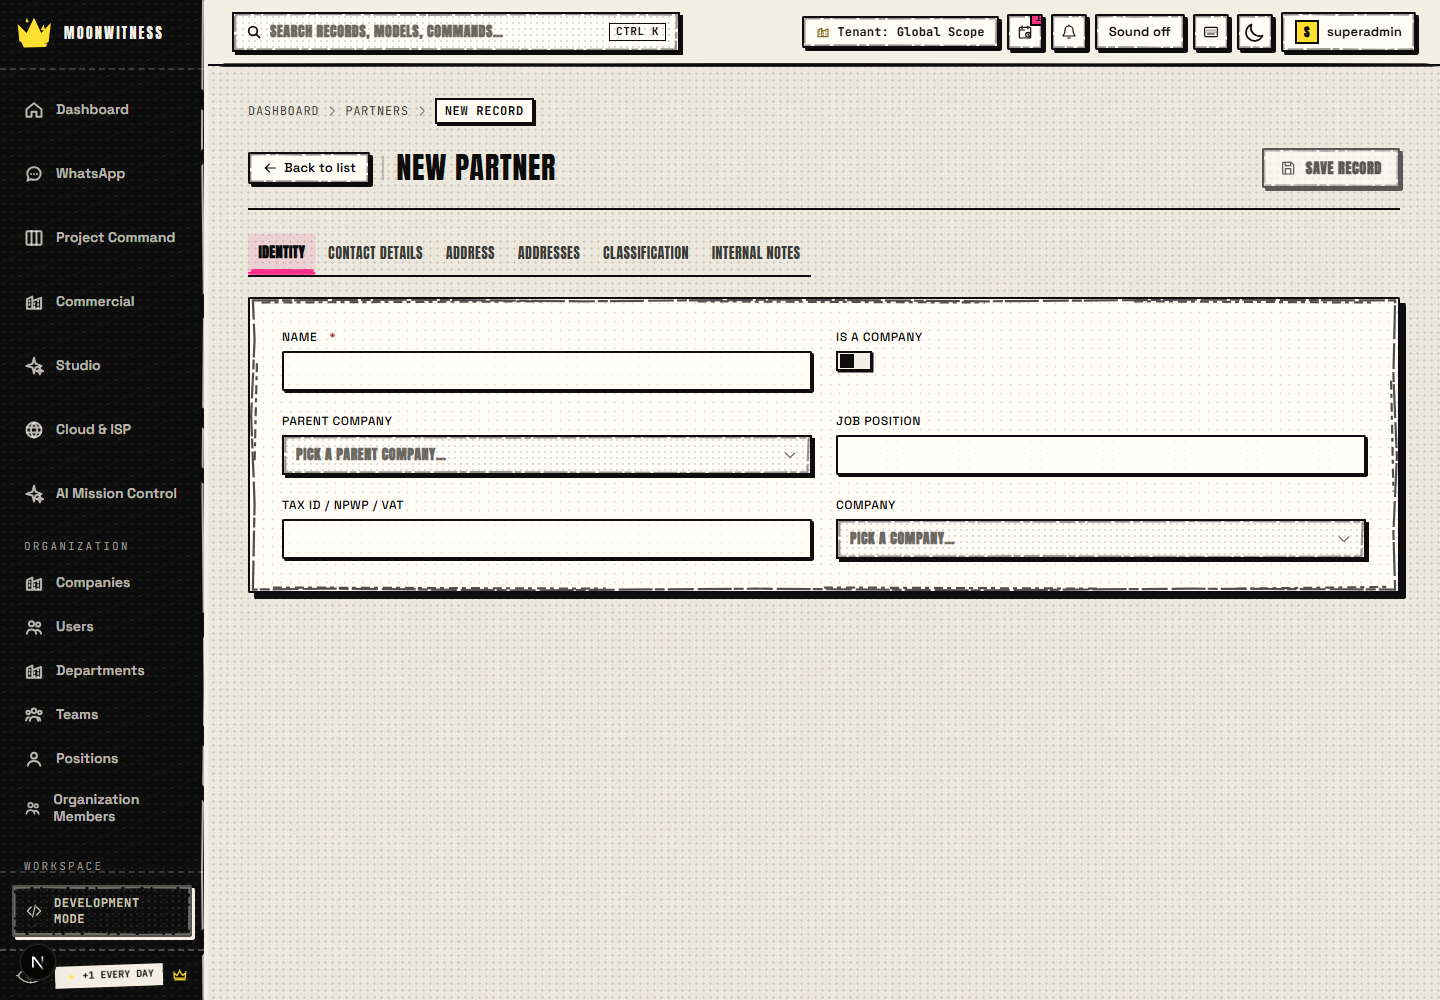 MOONWITNESS
SEARCH RECORDS, MODELS, COMMANDS...
CTRL K
Tenant: Global Scope
Sound off
$ superadmin
Dashboard
WhatsApp
Project Command
Commercial
Studio
Cloud & ISP
AI Mission Control
ORGANIZATION
Companies
Users
Departments
Teams
Positions
Organization
Members
WORKSPACE
DEVELOPMENT
MODE
N
+1 EVERY DAY
DASHBOARD > PARTNERS > NEW RECORD
Back to list
NEW PARTNER
SAVE RECORD
IDENTITY
CONTACT DETAILS
ADDRESS
ADDRESSES
CLASSIFICATION
INTERNAL NOTES
NAME *
IS A COMPANY
PARENT COMPANY
PICK A PARENT COMPANY...
JOB POSITION
TAX ID / NPWP / VAT
COMPANY
PICK A COMPANY...